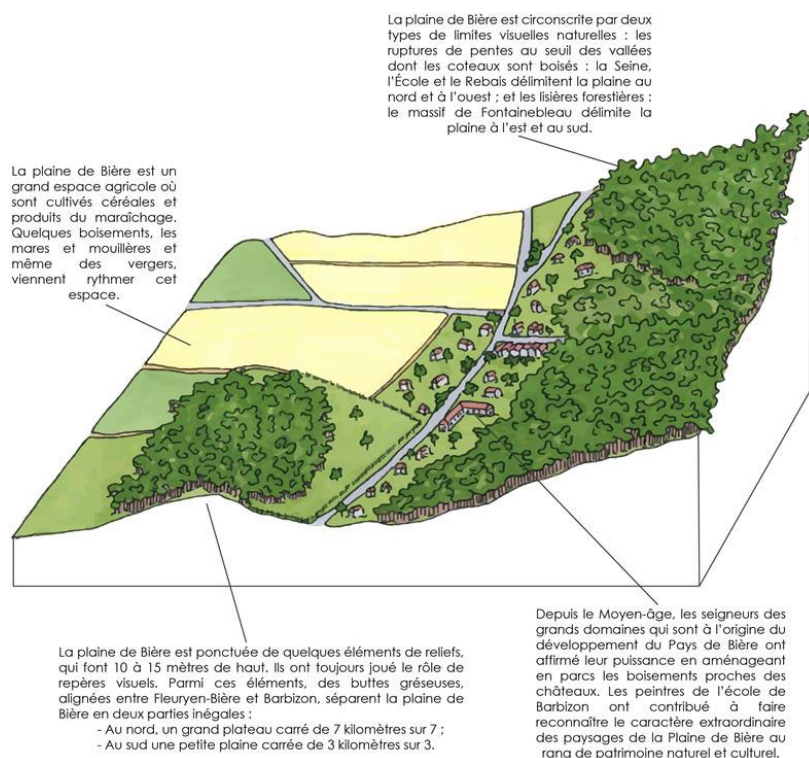 La plaine de Bière est circonscrite par deux
types de limites visuelles naturelles : les
ruptures de pentes au seuil des vallées
dont les coteaux sont boisés : la Seine,
l'École et le Rebais délimitent la plaine au
nord et à l'ouest ; et les lisières forestières :
le massif de Fontainebleau délimite la
plaine à l'est et au sud.
La plaine de Bière est un
grand espace agricole où
sont cultivés céréales et
produits du maraîchage.
Quelques boisements, les
mares et mouillères et
même des vergers,
viennent rythmer cet
espace.
La plaine de Bière est ponctuée de quelques éléments de reliefs,
qui font 10 à 15 mètres de haut. Ils ont toujours joué le rôle de
repères visuels. Parmi ces éléments, des buttes gréseuses,
alignées entre Fleuryen-Bière et Barbizon, séparent la plaine de
Bière en deux parties inégales :
- Au nord, un grand plateau carré de 7 kilomètres sur 7 ;
- Au sud une petite plaine carrée de 3 kilomètres sur 3.
Depuis le Moyen-âge, les seigneurs des
grands domaines qui sont à l'origine du
développement du Pays de Bière ont
affirmé leur puissance en aménageant
en parcs les boisements proches des
châteaux. Les peintres de l'école de
Barbizon ont contribué à faire
reconnaître le caractère extraordinaire
des paysages de la Plaine de Bière au
rang de patrimoine naturel et culturel.